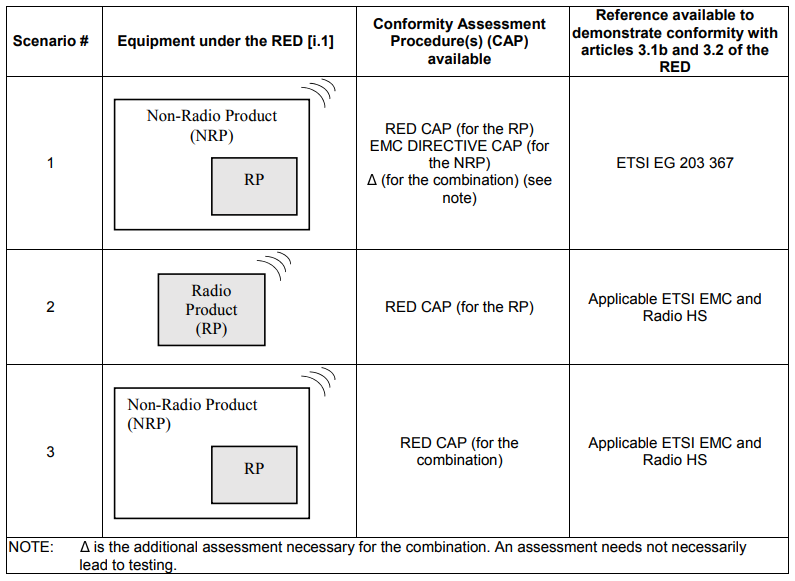 Scenario #
Equipment under the RED [i.1]
Conformity Assessment
Procedure(s) (CAP)
available
Reference available to
demonstrate conformity with
articles 3.1b and 3.2 of the
RED
1
Non-Radio Product
(NRP)
RP
RED CAP (for the RP)
EMC DIRECTIVE CAP (for
the NRP)
Δ (for the combination) (see
note)
ETSI EG 203 367
2
Radio
Product
(RP)
RED CAP (for the RP)
Applicable ETSI EMC and
Radio HS
3
Non-Radio Product
(NRP)
RP
RED CAP (for the
combination)
Applicable ETSI EMC and
Radio HS
NOTE: Δ is the additional assessment necessary for the combination. An assessment needs not necessarily
lead to testing.